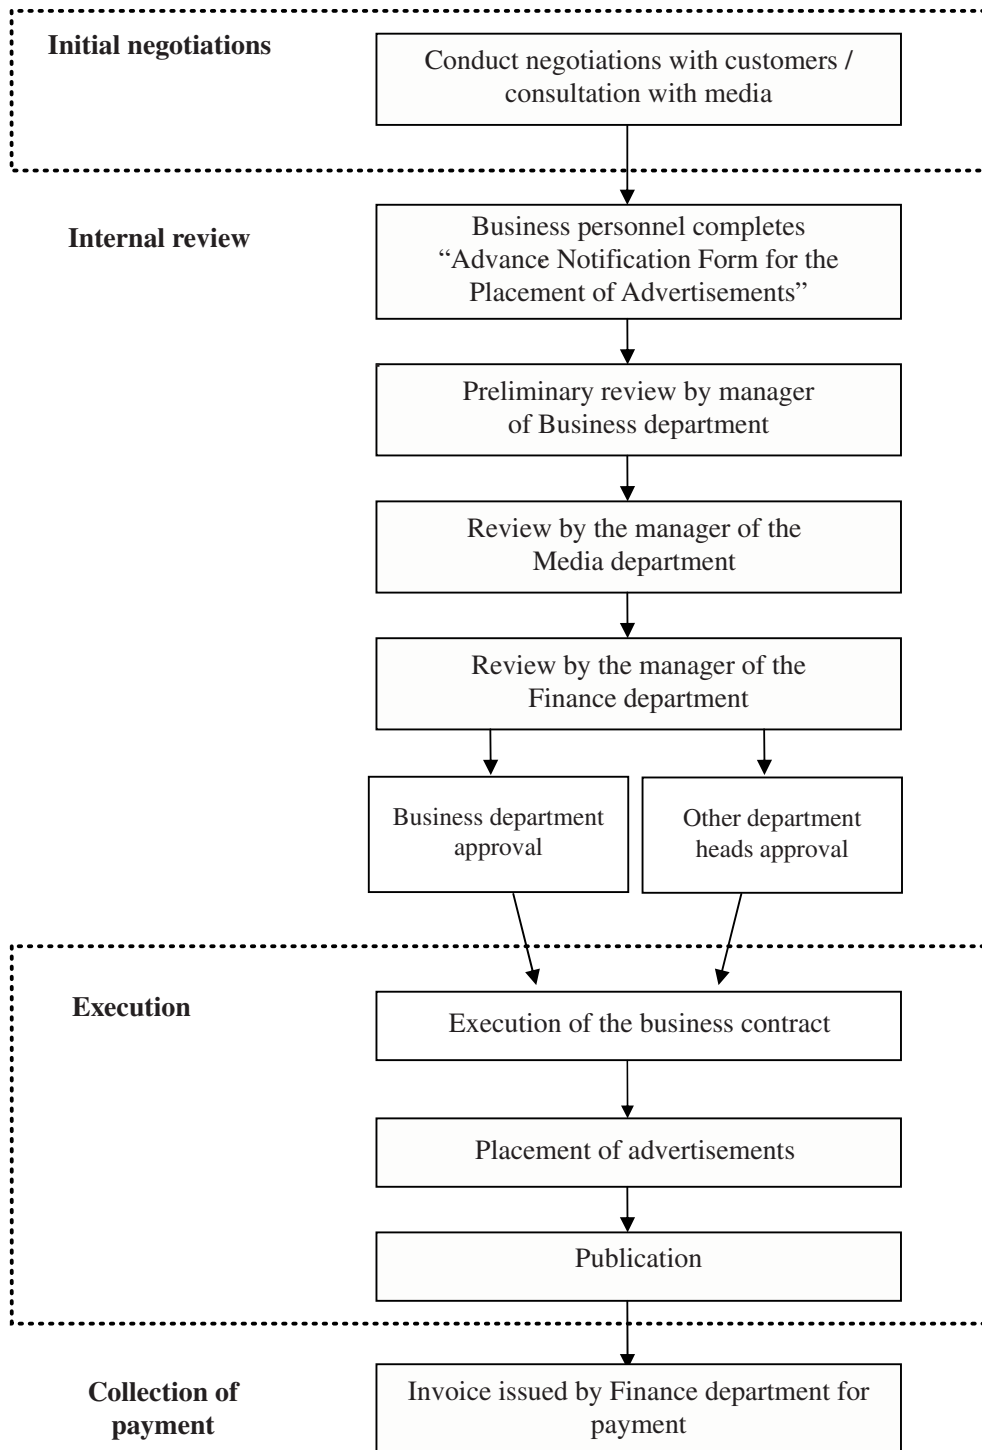 Initial negotiations
Conduct negotiations with customers /
consultation with media
Internal review
Business personnel completes
“Advance Notification Form for the
Placement of Advertisements”
Preliminary review by manager
of Business department
Review by the manager of the
Media department
Review by the manager of the
Finance department
Business department
approval
Other department
heads approval
Execution
Execution of the business contract
Placement of advertisements
Publication
Collection of
payment
Invoice issued by Finance department for
payment